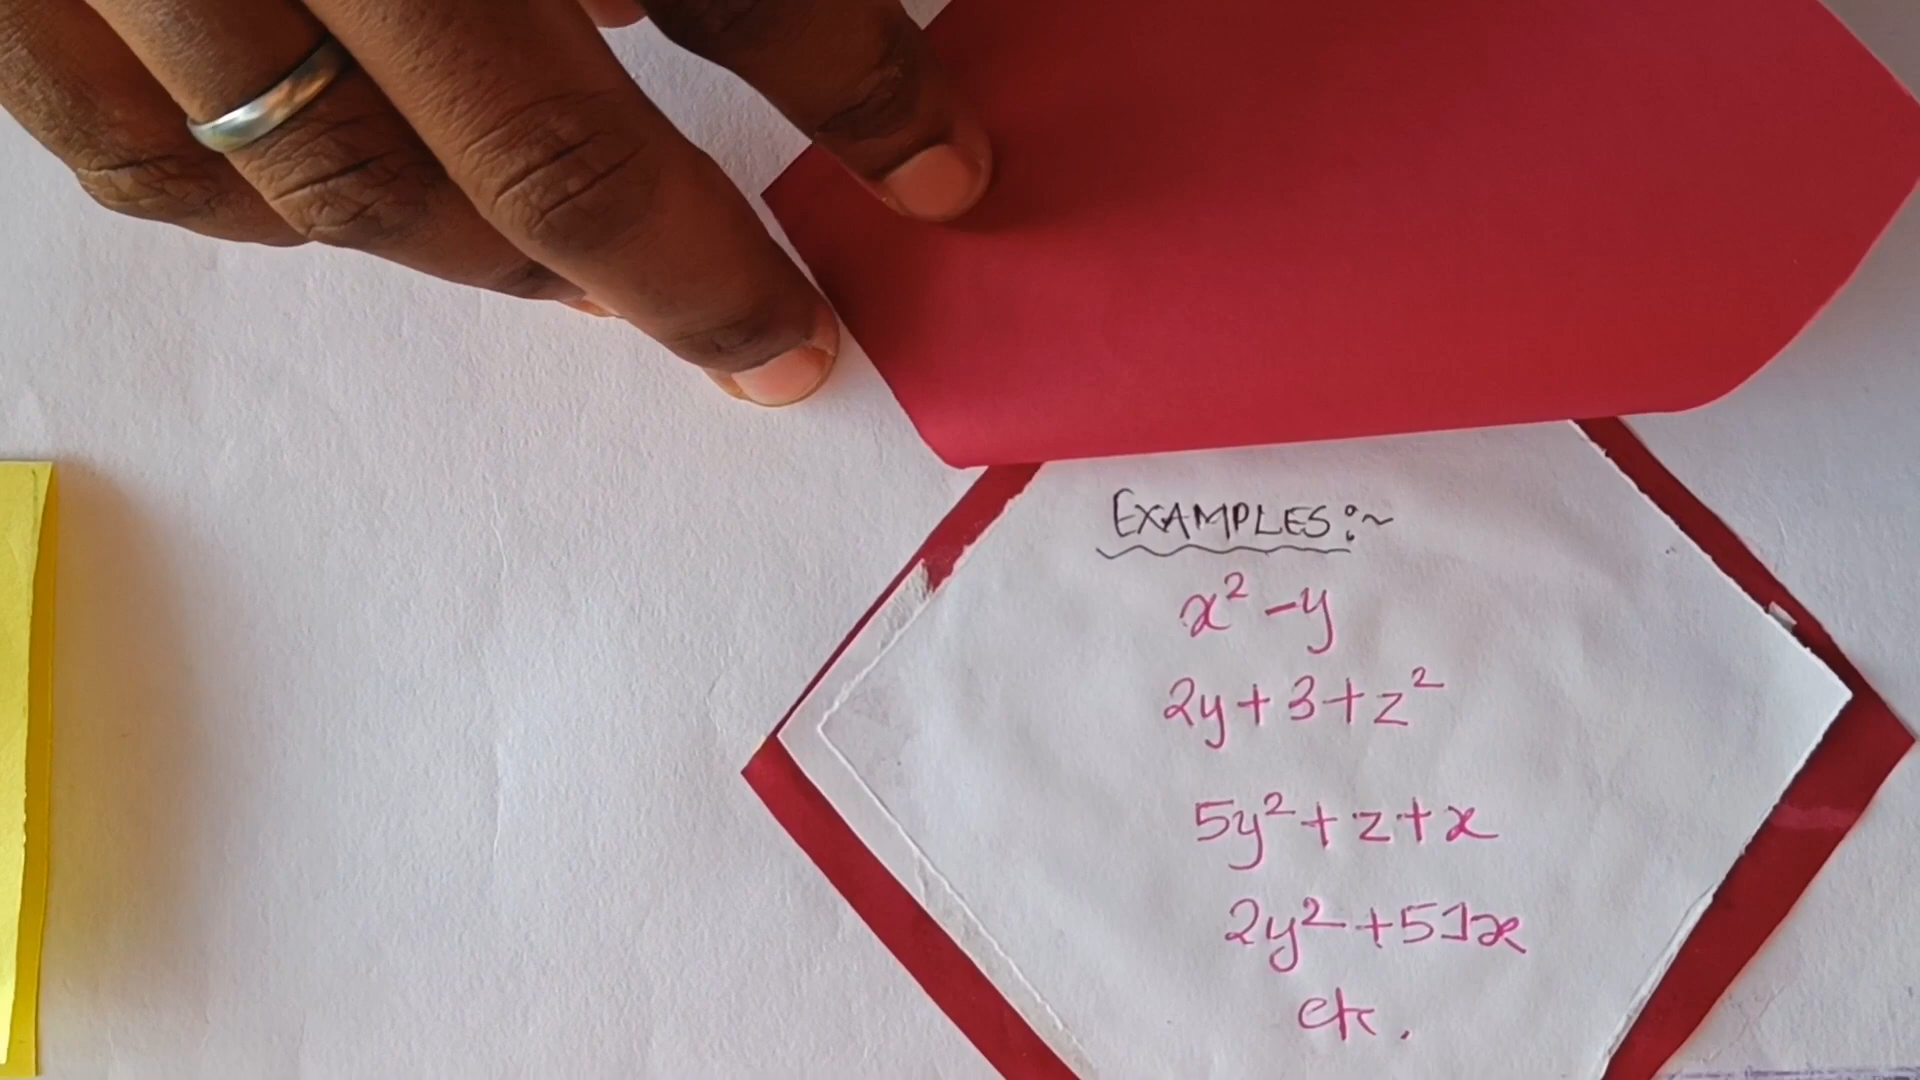 EXAMPLES:~
x² - y
2y + 3 + z²
5y² + z + x
2y² + 51x
etc.